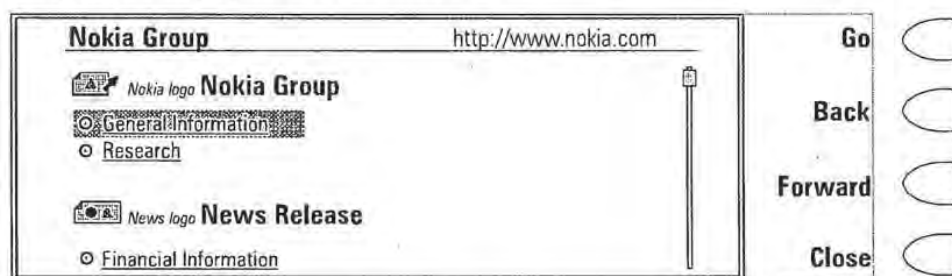 Nokia Group http://www.nokia.com
Nokia logo Nokia Group
General Information
Research
News logo News Release
Financial Information
Go
Back
Forward
Close